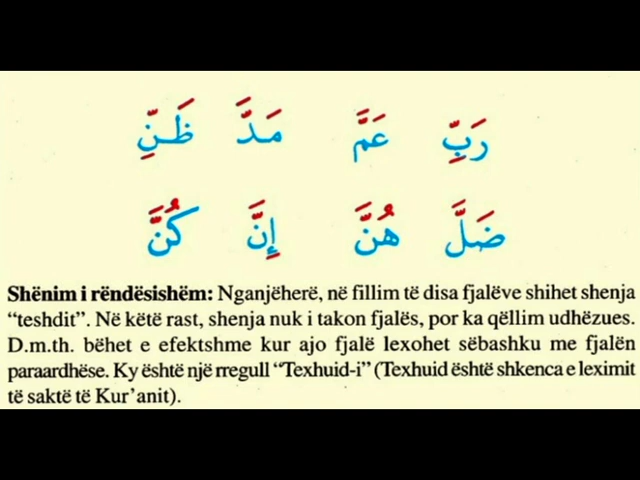 رَبِّ عَمَّ مَدَّ ظَنِّ
ضَلَّ هُنَّ إِنَّ كُنَّ
Shënim i rëndësishëm: Nganjëherë, në fillim të disa fjalëve shihet shenja
“teshdit”. Në këtë rast, shenja nuk i takon fjalës, por ka qëllim udhëzues.
D.m.th. bëhet e efektshme kur ajo fjalë lexohet sëbashku me fjalën
paraardhëse. Ky është një rregull “Texhuid-i” (Texhuid është shkenca e leximit
të saktë të Kur’anit).